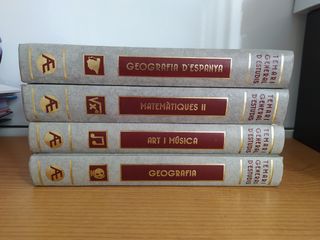 Æ
GEOGRAFIA D'ESPANYA
TEMARI
GENERAL
D'ESTUDIS
Æ
√x
MATEMÀTIQUES II
TEMARI
GENERAL
D'ESTUDIS
Æ
ART I MÚSICA
TEMARI
GENERAL
D'ESTUDIS
Æ
GEOGRAFIA
TEMARI
GENERAL
D'ESTUDIS